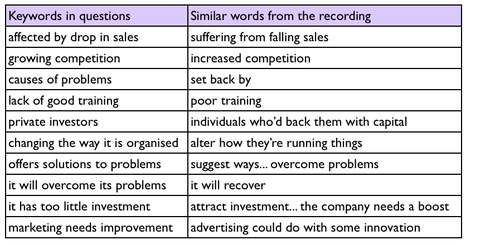 Keywords in questions Similar words from the recording
affected by drop in sales suffering from falling sales
growing competition increased competition
causes of problems set back by
lack of good training poor training
private investors individuals who'd back them with capital
changing the way it is organised alter how they're running things
offers solutions to problems suggest ways... overcome problems
it will overcome its problems it will recover
it has too little investment attract investment... the company needs a boost
marketing needs improvement advertising could do with some innovation